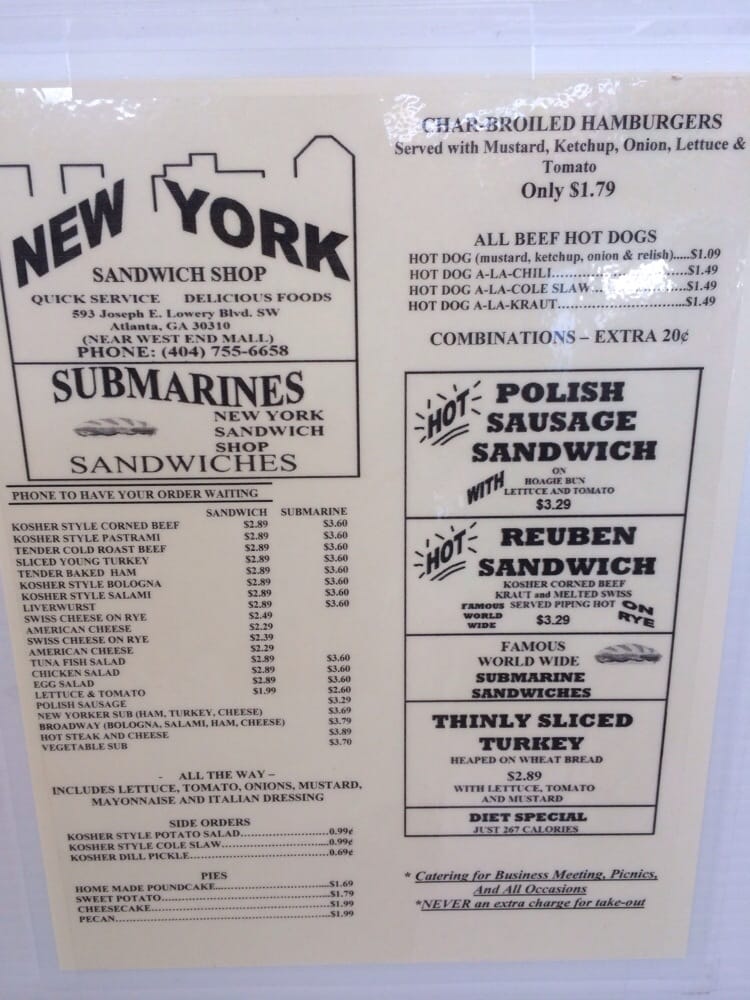 NEW YORK
SANDWICH SHOP
QUICK SERVICE DELICIOUS FOODS
593 Joseph E. Lowery Blvd. SW
Atlanta, GA 30310
(NEAR WEST END MALL)
PHONE: (404) 755-6658
SUBMARINES
NEW YORK
SANDWICH
SHOP
SANDWICHES
PHONE TO HAVE YOUR ORDER WAITING
SANDWICH SUBMARINE
KOSHER STYLE CORNED BEEF $2.89 $3.60
KOSHER STYLE PASTRAMI $2.89 $3.60
TENDER COLD ROAST BEEF $2.89 $3.60
SLICED YOUNG TURKEY $2.89 $3.60
TENDER BAKED HAM $2.89 $3.60
KOSHER STYLE BOLOGNA $2.89 $3.60
KOSHER STYLE SALAMI $2.89 $3.60
LIVERWURST $2.89 $3.60
SWISS CHEESE ON RYE $2.49
AMERICAN CHEESE $2.29
SWISS CHEESE ON RYE $2.39
AMERICAN CHEESE $2.29
TUNA FISH SALAD $2.89 $3.60
CHICKEN SALAD $2.89 $3.60
EGG SALAD $2.89 $3.60
LETTUCE & TOMATO $1.99 $2.60
POLISH SAUSAGE $3.29
NEW YORKER SUB (HAM, TURKEY, CHEESE) $3.69
BROADWAY (BOLOGNA, SALAMI, HAM, CHEESE) $3.79
HOT STEAK AND CHEESE $3.89
VEGETABLE SUB $3.70
- ALL THE WAY –
INCLUDES LETTUCE, TOMATO, ONIONS, MUSTARD,
MAYONNAISE AND ITALIAN DRESSING
SIDE ORDERS
KOSHER STYLE POTATO SALAD........................0.99¢
KOSHER STYLE COLE SLAW...........................0.99¢
KOSHER DILL PICKLE...............................0.69¢
PIES
HOME MADE POUNDCAKE........................$1.69
SWEET POTATO...............................$1.79
CHEESECAKE.................................$1.99
PECAN......................................$1.99
CHAR-BROILED HAMBURGERS
Served with Mustard, Ketchup, Onion, Lettuce &
Tomato
Only $1.79
ALL BEEF HOT DOGS
HOT DOG (mustard, ketchup, onion & relish).....$1.09
HOT DOG A-LA-CHILI.........................$1.49
HOT DOG A-LA-COLE SLAW.....................$1.49
HOT DOG A-LA-KRAUT.........................$1.49
COMBINATIONS – EXTRA 20¢
HOT POLISH
SAUSAGE
SANDWICH
WITH ON
HOAGIE BUN
LETTUCE AND TOMATO
$3.29
HOT REUBEN
SANDWICH
KOSHER CORNED BEEF
KRAUT and MELTED SWISS
FAMOUS WORLD WIDE SERVED PIPING HOT ON RYE
$3.29
FAMOUS
WORLD WIDE
SUBMARINE
SANDWICHES
THINLY SLICED
TURKEY
HEAPED ON WHEAT BREAD
$2.89
WITH LETTUCE, TOMATO
AND MUSTARD
DIET SPECIAL
JUST 267 CALORIES
* Catering for Business Meeting, Picnics,
And All Occasions
*NEVER an extra charge for take-out